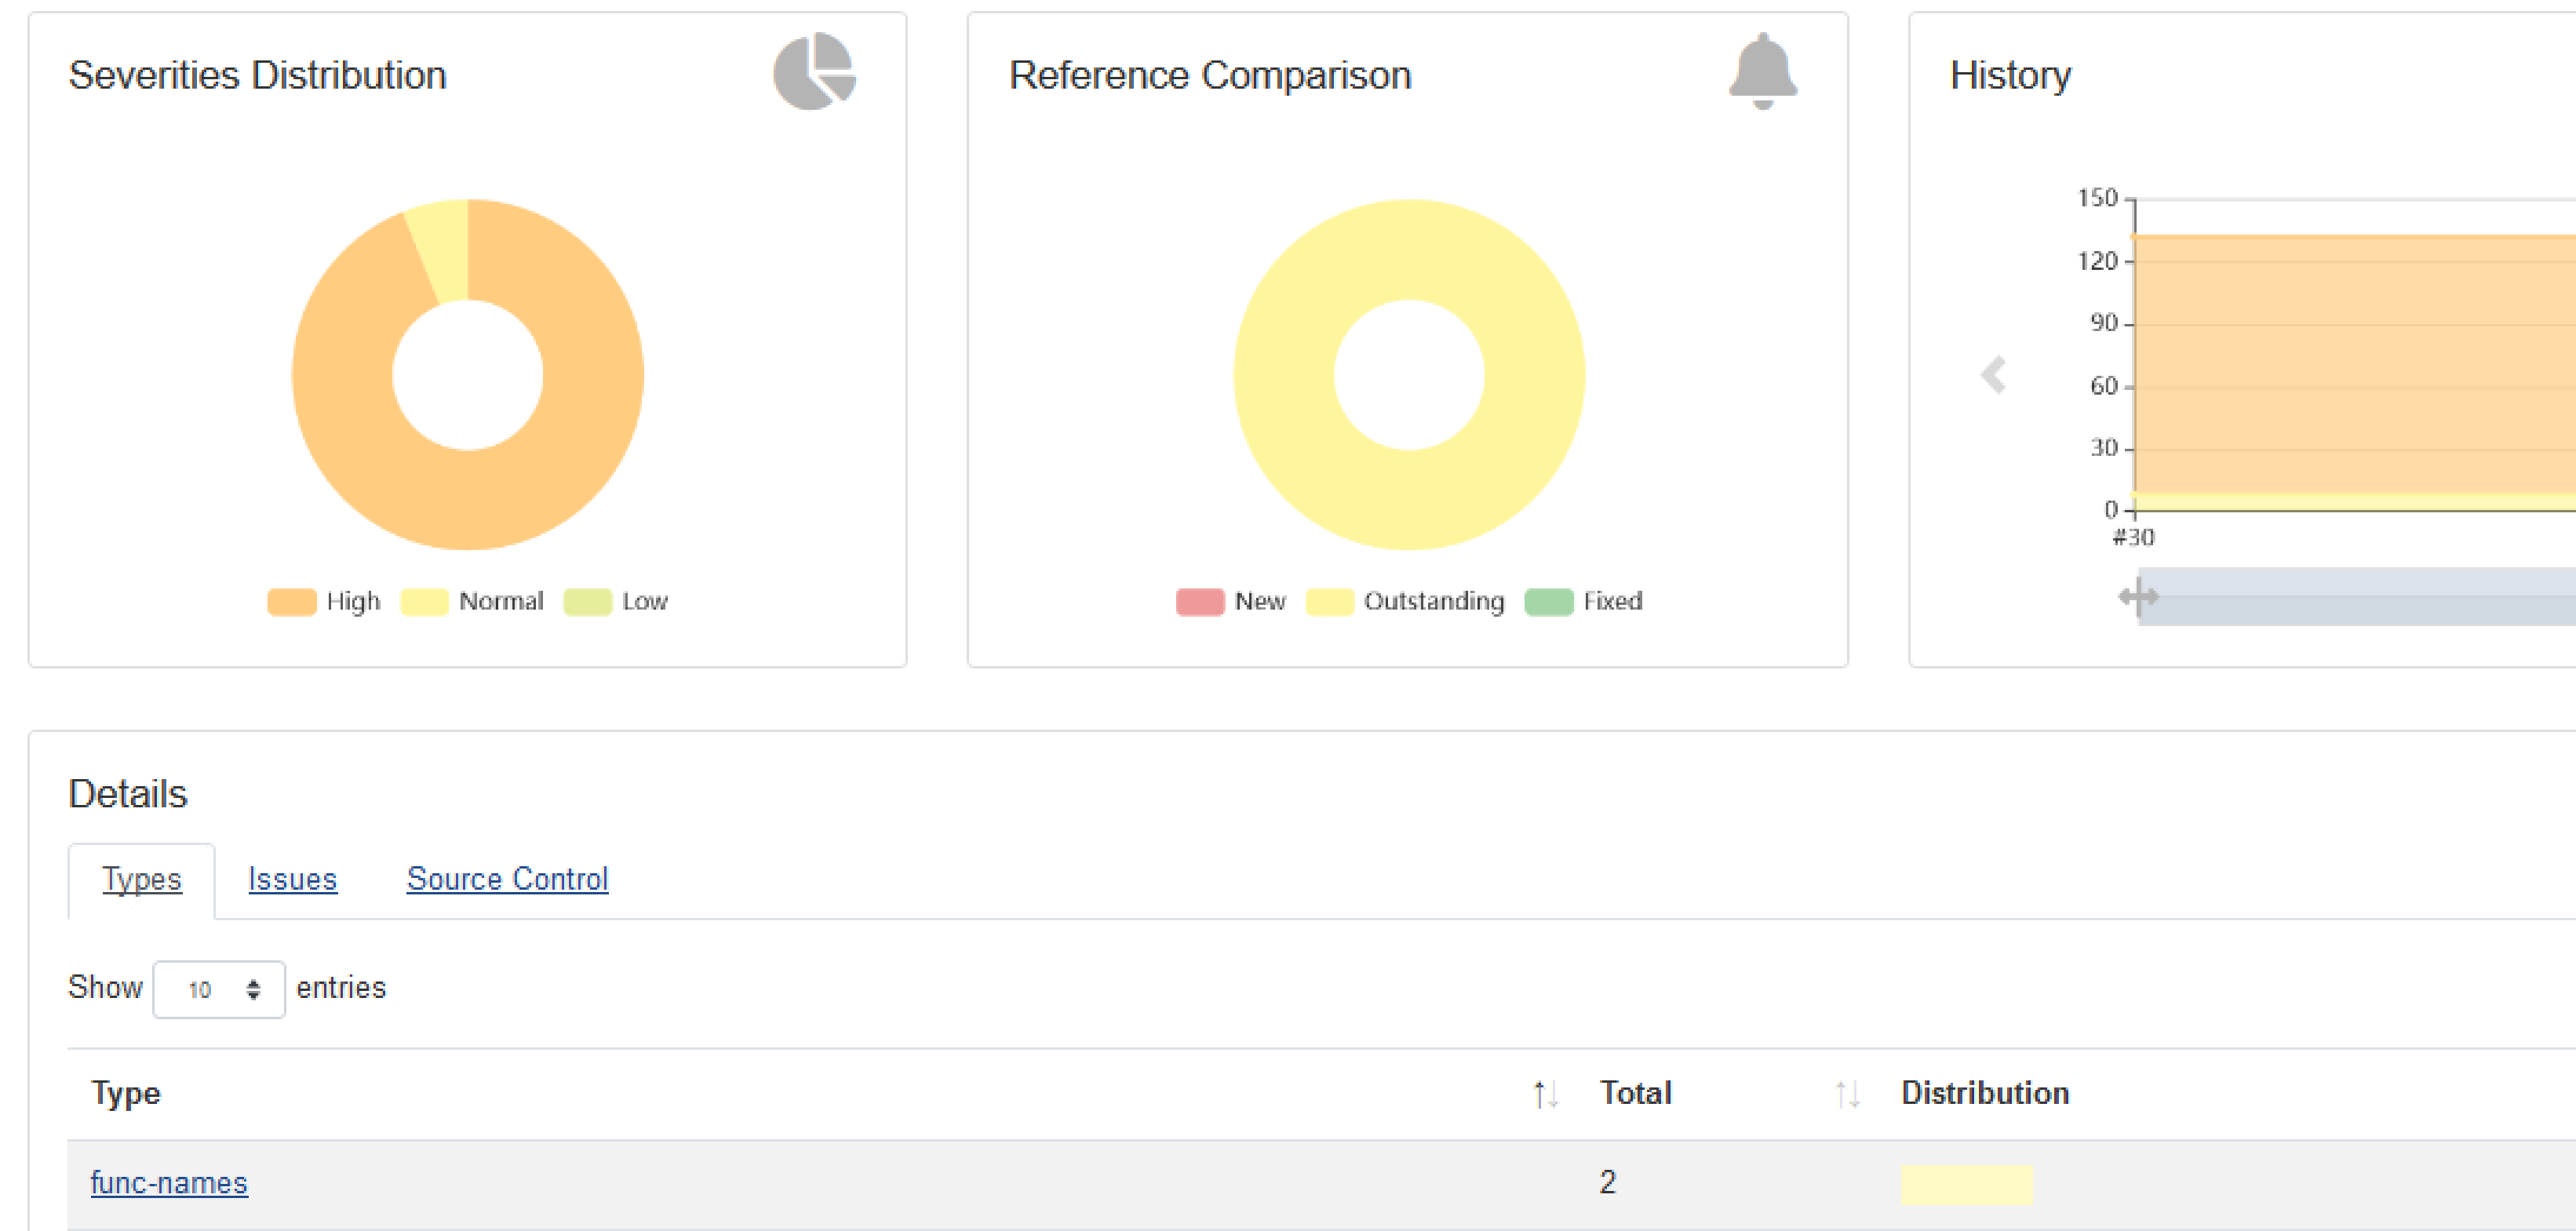 Severities Distribution
High Normal Low
Reference Comparison
New Outstanding Fixed
History
150
120
90
60
30
0
#30
Details
Types Issues Source Control
Show 10 entries
Type Total Distribution
func-names 2